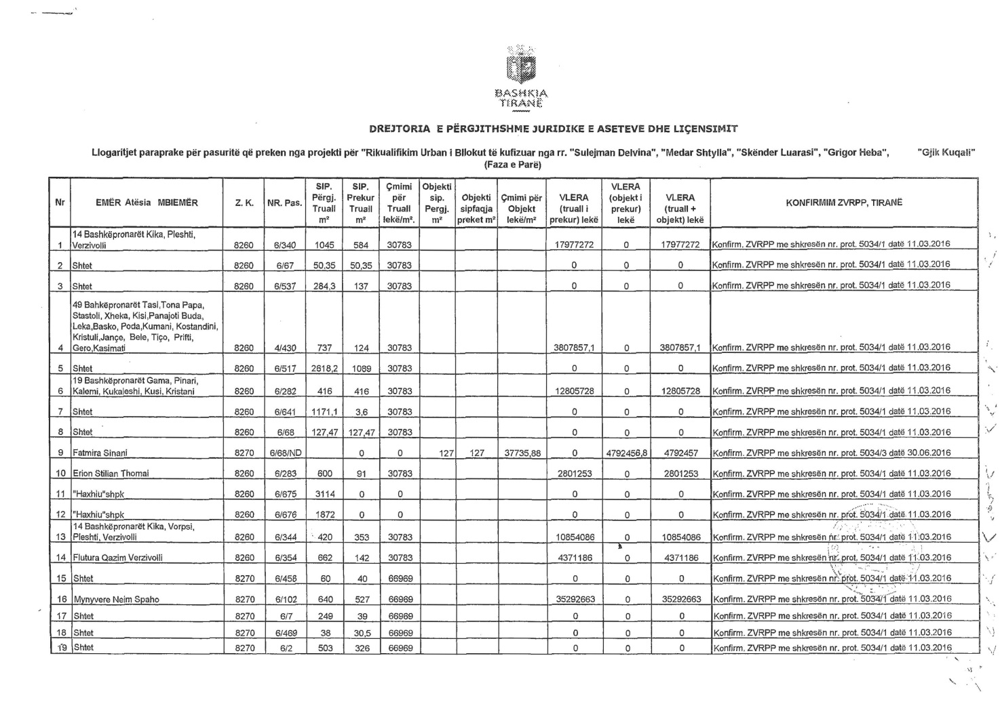 BASHKIA
TIRANË
DREJTORIA E PËRGJITHSHME JURIDIKE E ASETEVE DHE LIÇENSIMIT
Llogaritjet paraprake për pasuritë që preken nga projekti për "Rikualifikim Urban i Bllokut të kufizuar nga rr. "Sulejman Delvina", "Medar Shtylla", "Skënder Luarasi", "Grigor Heba", "Gjik Kuqali"
(Faza e Parë)
Nr | EMËR Atësia MBIEMËR | Z. K. | NR. Pas. | SIP. Përgj. Truall m² | SIP. Prekur Truall m² | Çmimi për Truall lekë/m². | Objekti sip. Pergj. m² | Objekti sipfaqja preket m² | Çmimi për Objekt lekë/m² | VLERA (truall i prekur) lekë | VLERA (objekt i prekur) lekë | VLERA (truall + objekt) lekë | KONFIRMIM ZVRPP, TIRANË
14 Bashkëpronarët Kika, Pleshti,
1 Verzivolli 8260 6/340 1045 584 30783 17977272 0 17977272 Konfirm. ZVRPP me shkresën nr. prot. 5034/1 datë 11.03.2016
2 Shtet 8260 6/67 50,35 50,35 30783 0 0 0 Konfirm. ZVRPP me shkresën nr. prot. 5034/1 datë 11.03.2016
3 Shtet 8260 6/537 284,3 137 30783 0 0 0 Konfirm. ZVRPP me shkresën nr. prot. 5034/1 datë 11.03.2016
49 Bahkëpronarët Tasi,Tona Papa,
Stastoli, Xheka, Kisi,Panajoti Buda,
Leka,Basko, Poda,Kumani, Kostandini,
Kristuli,Jançe, Bele, Tiço, Prifti,
4 Gero,Kasimati 8260 4/430 737 124 30783 3807857,1 0 3807857,1 Konfirm. ZVRPP me shkresën nr. prot. 5034/1 datë 11.03.2016
5 Shtet 8260 6/517 2618,2 1089 30783 0 0 0 Konfirm. ZVRPP me shkresën nr. prot. 5034/1 datë 11.03.2016
19 Bashkëpronarët Gama, Pinari,
6 Kalemi, Kukaleshi, Kusi, Kristani 8260 6/282 416 416 30783 12805728 0 12805728 Konfirm. ZVRPP me shkresën nr. prot. 5034/1 datë 11.03.2016
7 Shtet 8260 6/641 1171,1 3,6 30783 0 0 0 Konfirm. ZVRPP me shkresën nr. prot. 5034/1 datë 11.03.2016
8 Shtet 8260 6/68 127,47 127,47 30783 0 0 0 Konfirm. ZVRPP me shkresën nr. prot. 5034/1 datë 11.03.2016
9 Fatmira Sinani 8270 6/68/ND 0 0 127 127 37735,88 0 4792456,8 4792457 Konfirm. ZVRPP me shkresën nr. prot. 5034/3 datë 30.06.2016
10 Erion Stilian Thomai 8260 6/283 600 91 30783 2801253 0 2801253 Konfirm. ZVRPP me shkresën nr. prot. 5034/1 datë 11.03.2016
11 "Haxhiu"shpk 8260 6/675 3114 0 0 0 0 0 Konfirm. ZVRPP me shkresën nr. prot. 5034/1 datë 11.03.2016
12 "Haxhiu"shpk 8260 6/676 1872 0 0 0 0 0 Konfirm. ZVRPP me shkresën nr. prot. 5034/1 datë 11.03.2016
14 Bashkëpronarët Kika, Vorpsi,
13 Pleshti, Verzivolli 8260 6/344 420 353 30783 10854086 0 10854086 Konfirm. ZVRPP me shkresën nr. prot. 5034/1 datë 11.03.2016
14 Flutura Qazim Verzivolli 8260 6/354 662 142 30783 4371186 0 4371186 Konfirm. ZVRPP me shkresën nr. prot. 5034/1 datë 11.03.2016
15 Shtet 8270 6/458 60 40 66969 0 0 0 Konfirm. ZVRPP me shkresën nr. prot. 5034/1 datë 11.03.2016
16 Mynyvere Neim Spaho 8270 6/102 640 527 66969 35292663 0 35292663 Konfirm. ZVRPP me shkresën nr. prot. 5034/1 datë 11.03.2016
17 Shtet 8270 6/7 249 39 66969 0 0 0 Konfirm. ZVRPP me shkresën nr. prot. 5034/1 datë 11.03.2016
18 Shtet 8270 6/469 38 30,5 66969 0 0 0 Konfirm. ZVRPP me shkresën nr. prot. 5034/1 datë 11.03.2016
19 Shtet 8270 6/2 503 326 66969 0 0 0 Konfirm. ZVRPP me shkresën nr. prot. 5034/1 datë 11.03.2016